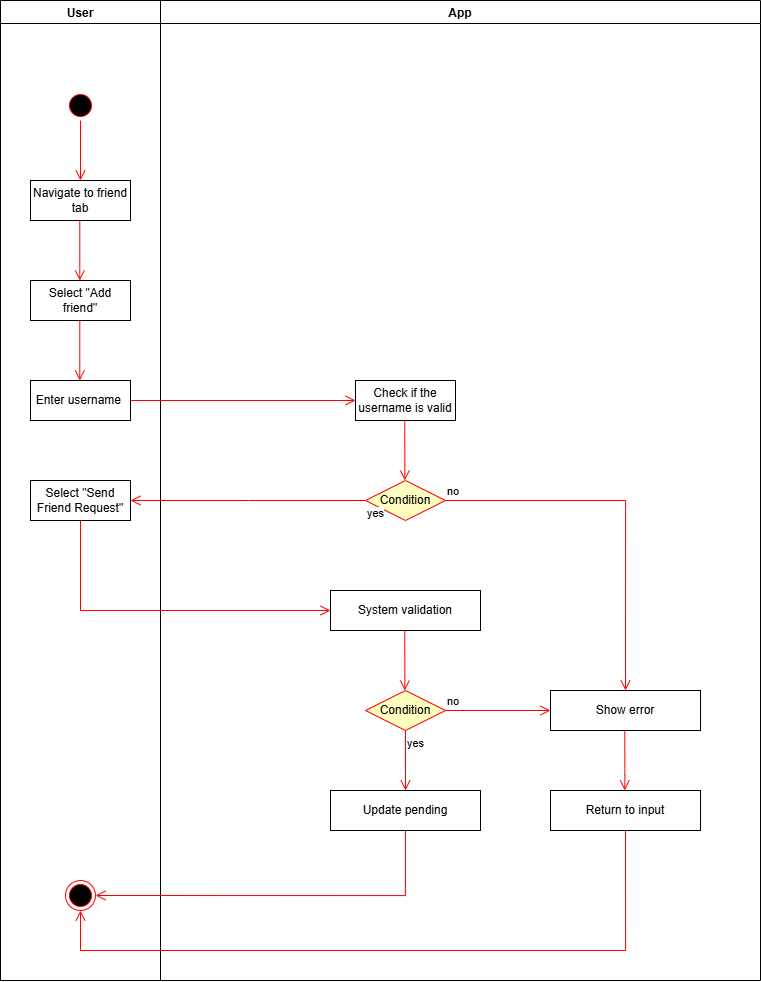 User
App
Navigate to friend
tab
Select "Add
friend"
Enter username
Check if the
username is valid
Select "Send
Friend Request"
Condition
no
yes
System validation
Condition
no
yes
Show error
Update pending
Return to input